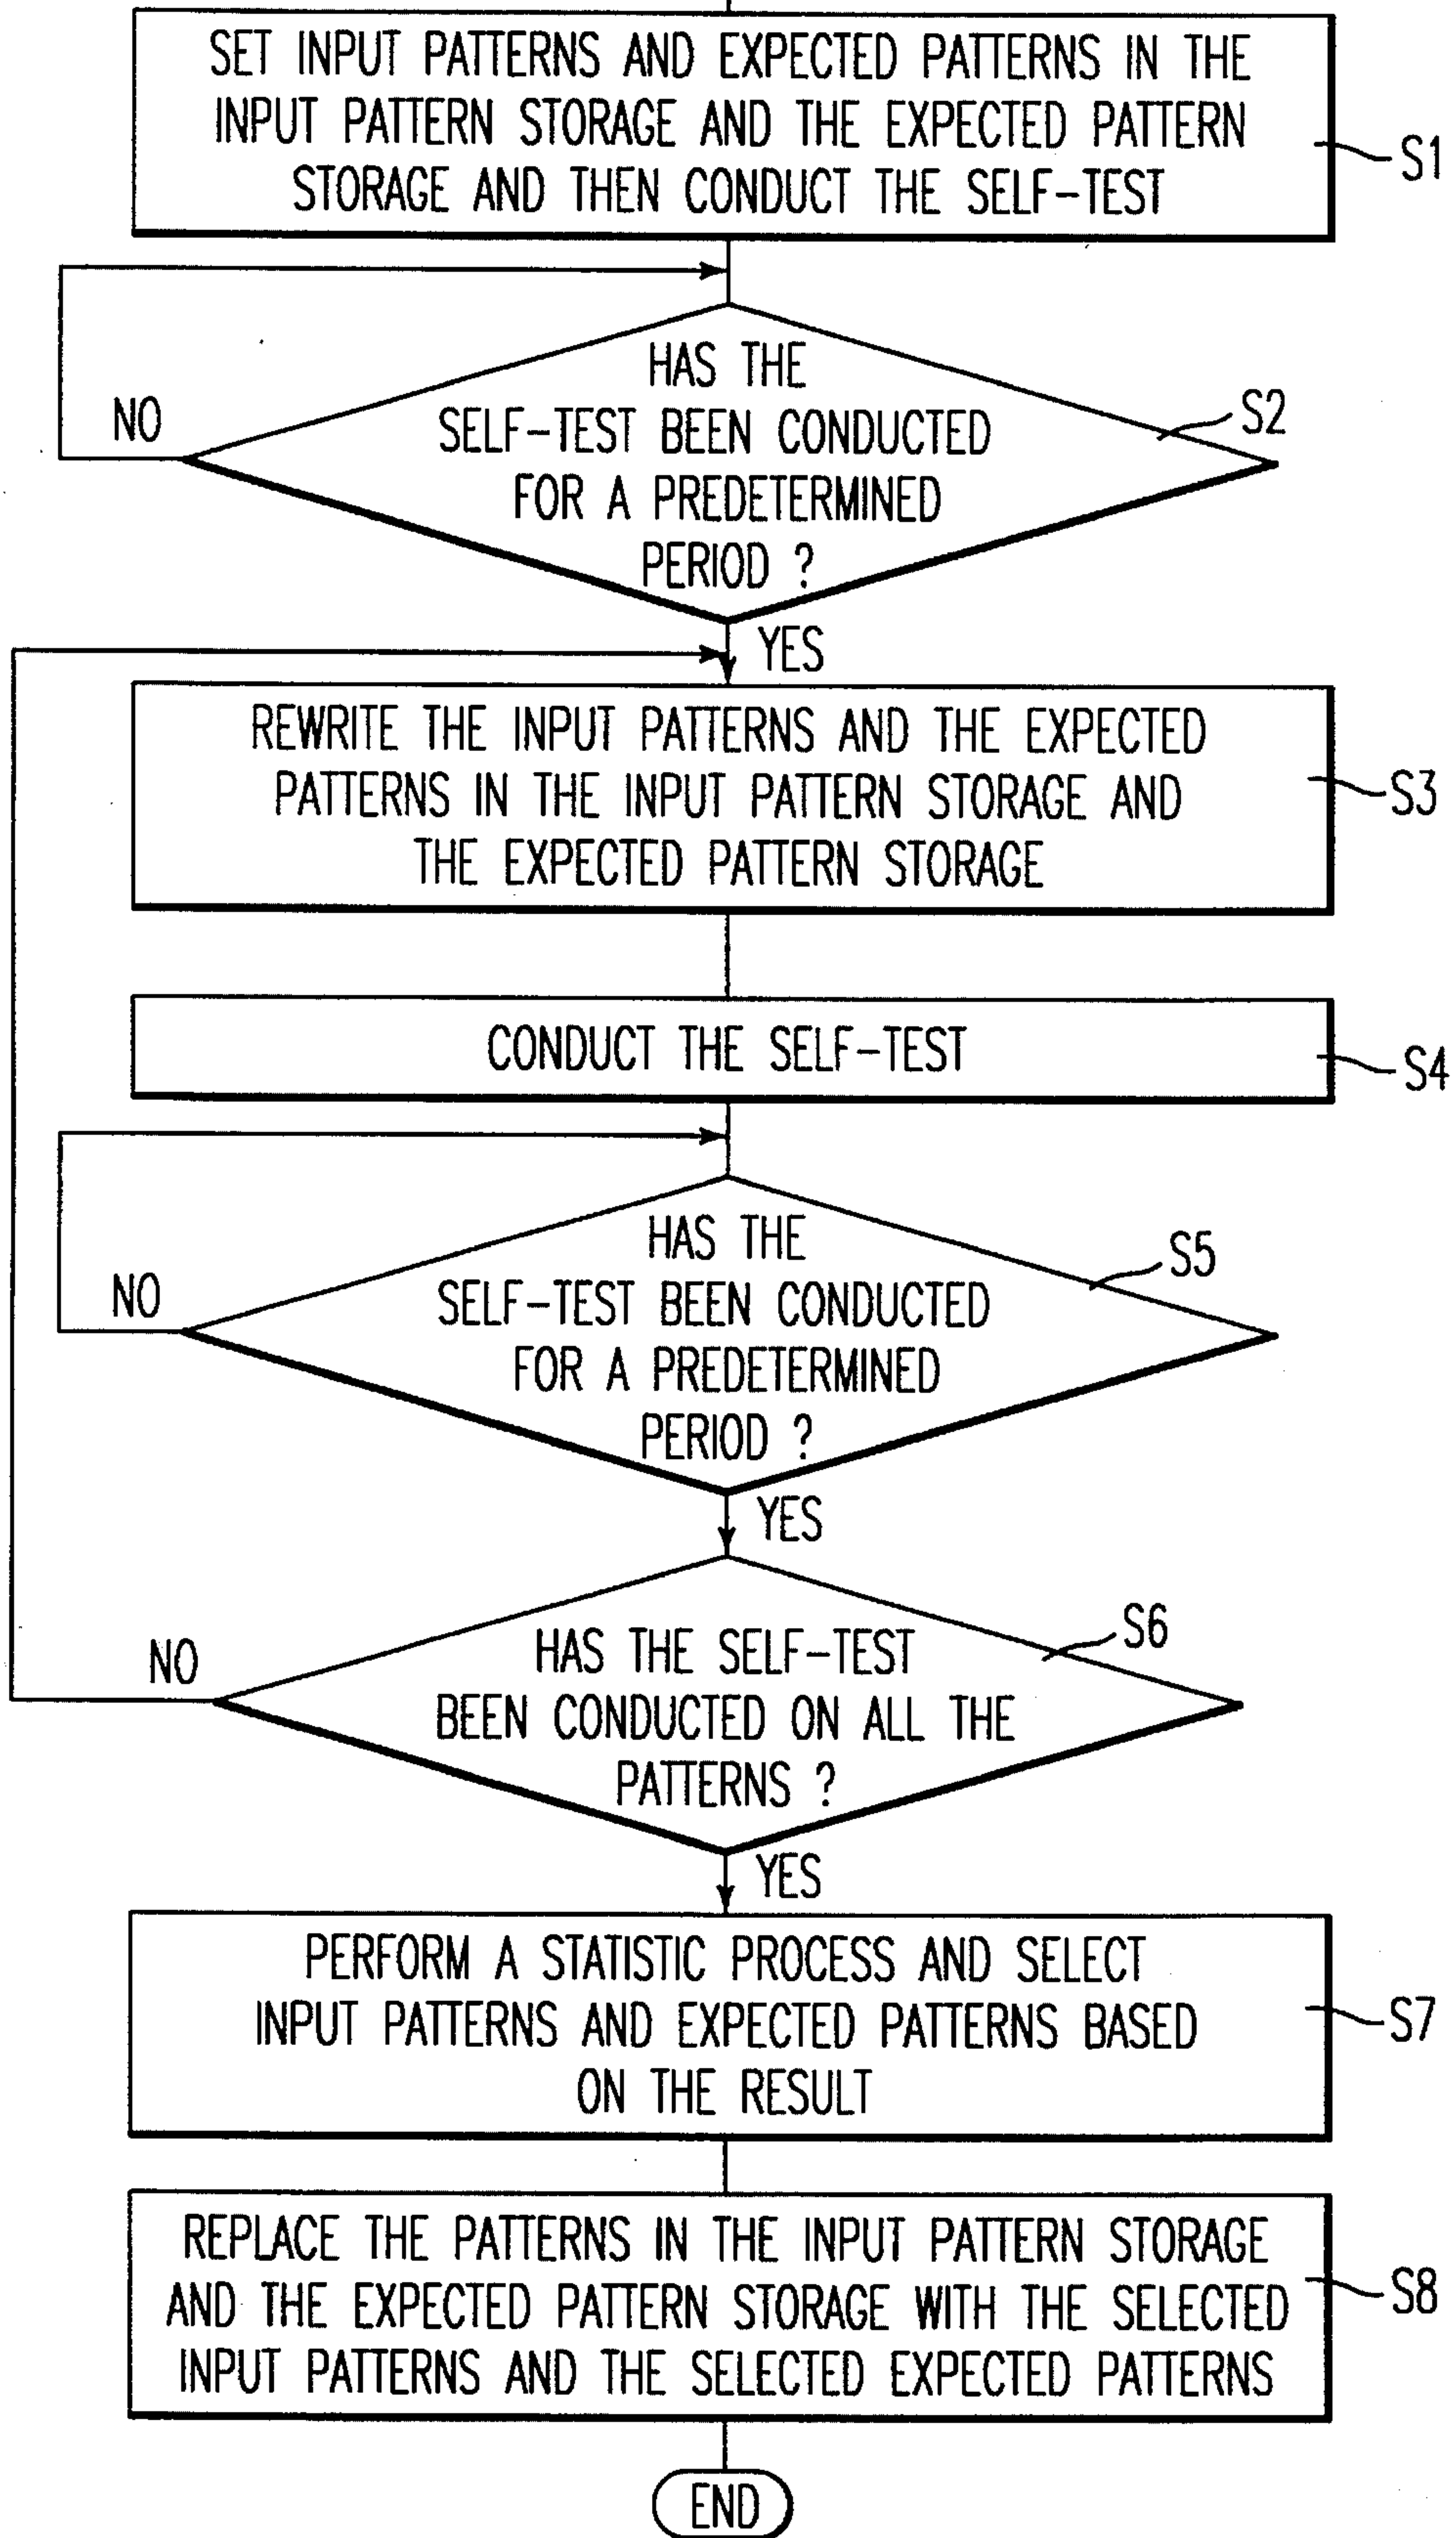 SET INPUT PATTERNS AND EXPECTED PATTERNS IN THE
INPUT PATTERN STORAGE AND THE EXPECTED PATTERN
STORAGE AND THEN CONDUCT THE SELF-TEST
S1
HAS THE
SELF-TEST BEEN CONDUCTED
FOR A PREDETERMINED
PERIOD ?
S2
NO
YES
REWRITE THE INPUT PATTERNS AND THE EXPECTED
PATTERNS IN THE INPUT PATTERN STORAGE AND
THE EXPECTED PATTERN STORAGE
S3
CONDUCT THE SELF-TEST
S4
HAS THE
SELF-TEST BEEN CONDUCTED
FOR A PREDETERMINED
PERIOD ?
S5
NO
YES
HAS THE SELF-TEST
BEEN CONDUCTED ON ALL THE
PATTERNS ?
S6
NO
YES
PERFORM A STATISTIC PROCESS AND SELECT
INPUT PATTERNS AND EXPECTED PATTERNS BASED
ON THE RESULT
S7
REPLACE THE PATTERNS IN THE INPUT PATTERN STORAGE
AND THE EXPECTED PATTERN STORAGE WITH THE SELECTED
INPUT PATTERNS AND THE SELECTED EXPECTED PATTERNS
S8
END